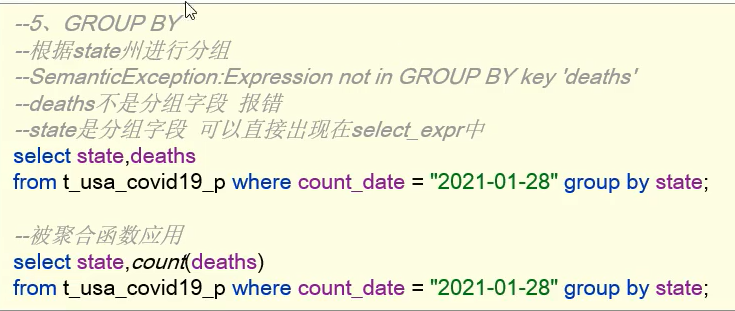 --5、GROUP BY
--根据state州进行分组
--SemanticException:Expression not in GROUP BY key 'deaths'
--deaths不是分组字段 报错
--state是分组字段 可以直接出现在select_expr中
select state,deaths
from t_usa_covid19_p where count_date = "2021-01-28" group by state;
--被聚合函数应用
select state,count(deaths)
from t_usa_covid19_p where count_date = "2021-01-28" group by state;